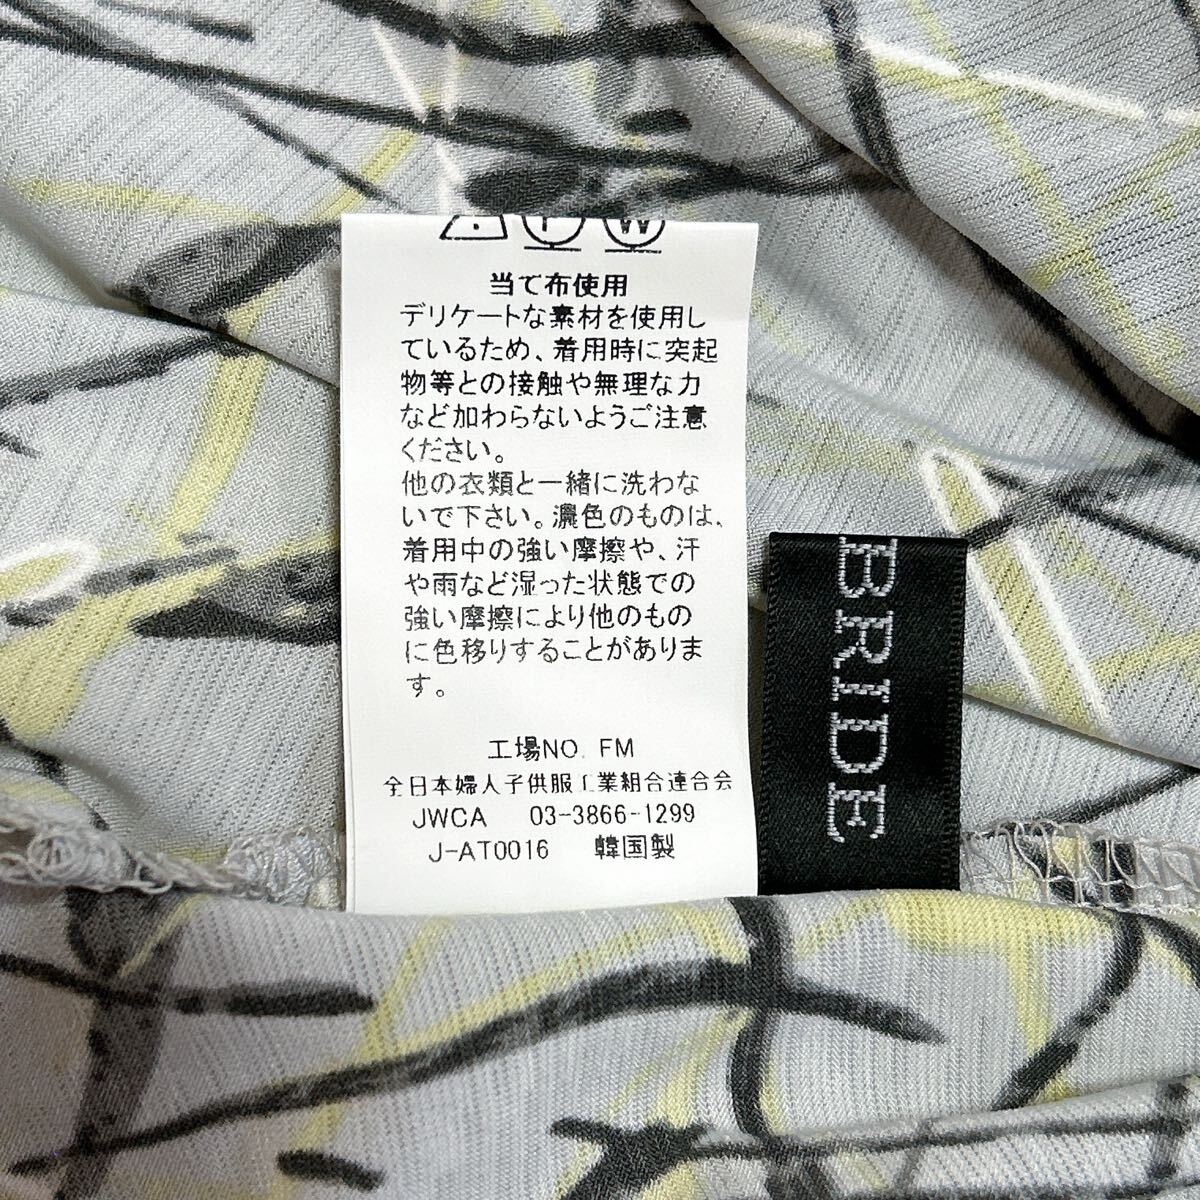 当て布使用
デリケートな素材を使用し
ているため、着用時に突起
物等との接触や無理な力
など加わらないようご注意
ください。
他の衣類と一緒に洗わな
いで下さい。濃色のものは、
着用中の強い摩擦や、汗
や雨など湿った状態での
強い摩擦により他のもの
に色移りすることがありま
す。
工場NO. FM
全日本婦人子供服工業組合連合会
JWCA 03-3866-1299
J-AT0016 韓国製
BRIDE